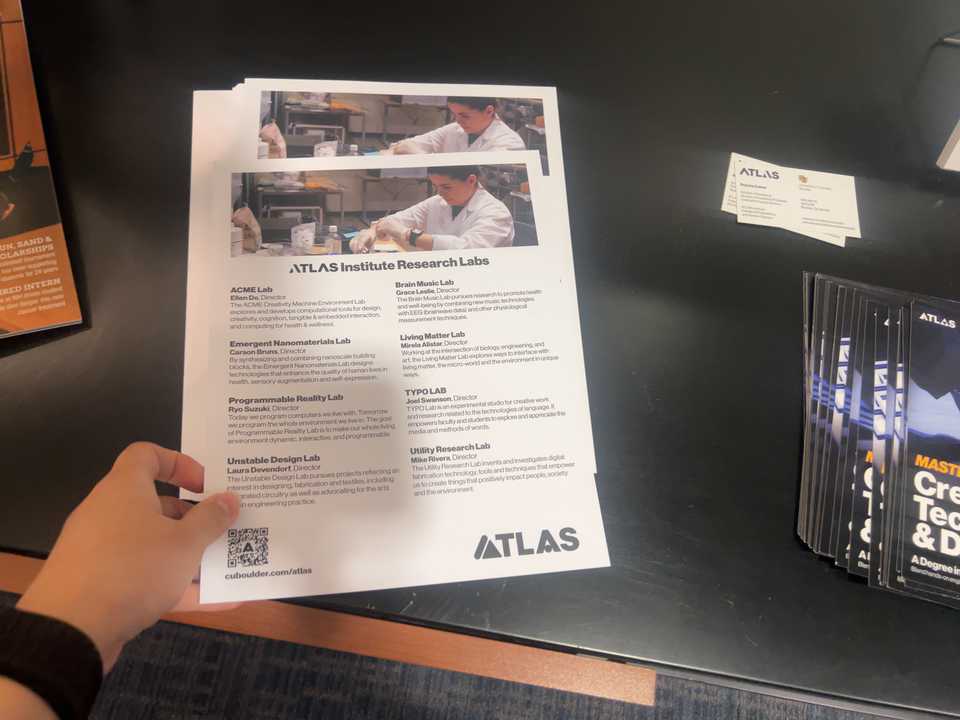 ATLAS Institute Research Labs
ACME Lab
Ellen Do, Director
The ACME Creativity Machine Environment Lab
explores and develops computational tools for design,
creativity, cognition, tangible & embedded interaction,
and computing for health & wellness.
Emergent Nanomaterials Lab
Carson Bruns, Director
By synthesizing and combining nanoscale building
blocks, the Emergent Nanomaterials Lab designs
technologies that enhance the quality of human lives in
health, sensory augmentation and self-expression.
Programmable Reality Lab
Ryo Suzuki, Director
Today we program computers we live with. Tomorrow
we program the whole environment we live in. The goal
of Programmable Reality Lab is to make our whole living
environment dynamic, interactive, and programmable.
Unstable Design Lab
Laura Devendorf, Director
The Unstable Design Lab pursues projects reflecting an
interest in designing, fabrication and textiles, including
circuitry as well as advocating for the arts
in engineering practice.
Brain Music Lab
Grace Leslie, Director
The Brain Music Lab pursues research to promote health
and well-being by combining new music technologies
with EEG (brainwave data) and other physiological
measurement techniques.
Living Matter Lab
Mirela Alistar, Director
Working at the intersection of biology, engineering, and
art, the Living Matter Lab explores ways to interface with
living matter, the micro-world and the environment in unique
ways.
TYPO LAB
Joel Swanson, Director
TYPO Lab is an experimental studio for creative work
and research related to the technologies of language. It
empowers faculty and students to explore and appreciate the
media and methods of words.
Utility Research Lab
Mike Rivera, Director
The Utility Research Lab invents and investigates digital
fabrication technology, tools and techniques that empower
us to create things that positively impact people, society
and the environment.
cuboulder.com/atlas
ATLAS
ATLAS
ATLAS
MASTE
Cre
Tec
& D
A Degree in
UN, SAND &
HOLARSHIPS
IRED INTERN